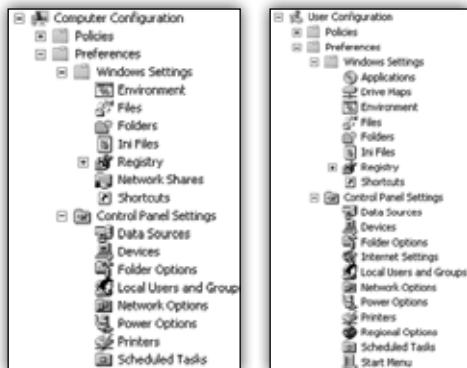 Computer Configuration
Policies
Preferences
Windows Settings
Environment
Files
Folders
Ini Files
Registry
Network Shares
Shortcuts
Control Panel Settings
Data Sources
Devices
Folder Options
Local Users and Group
Network Options
Power Options
Printers
Scheduled Tasks
User Configuration
Policies
Preferences
Windows Settings
Applications
Drive Maps
Environment
Files
Folders
Ini Files
Registry
Shortcuts
Control Panel Settings
Data Sources
Devices
Folder Options
Internet Settings
Local Users and Groups
Network Options
Power Options
Printers
Regional Options
Scheduled Tasks
Start Menu